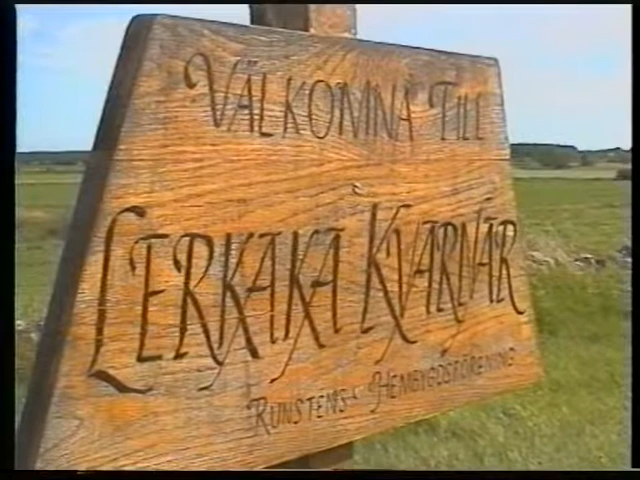 VÄLKOMNA TILL
LERKAKA KVARNAR
RUNSTENS HEMBYGDSFÖRENING